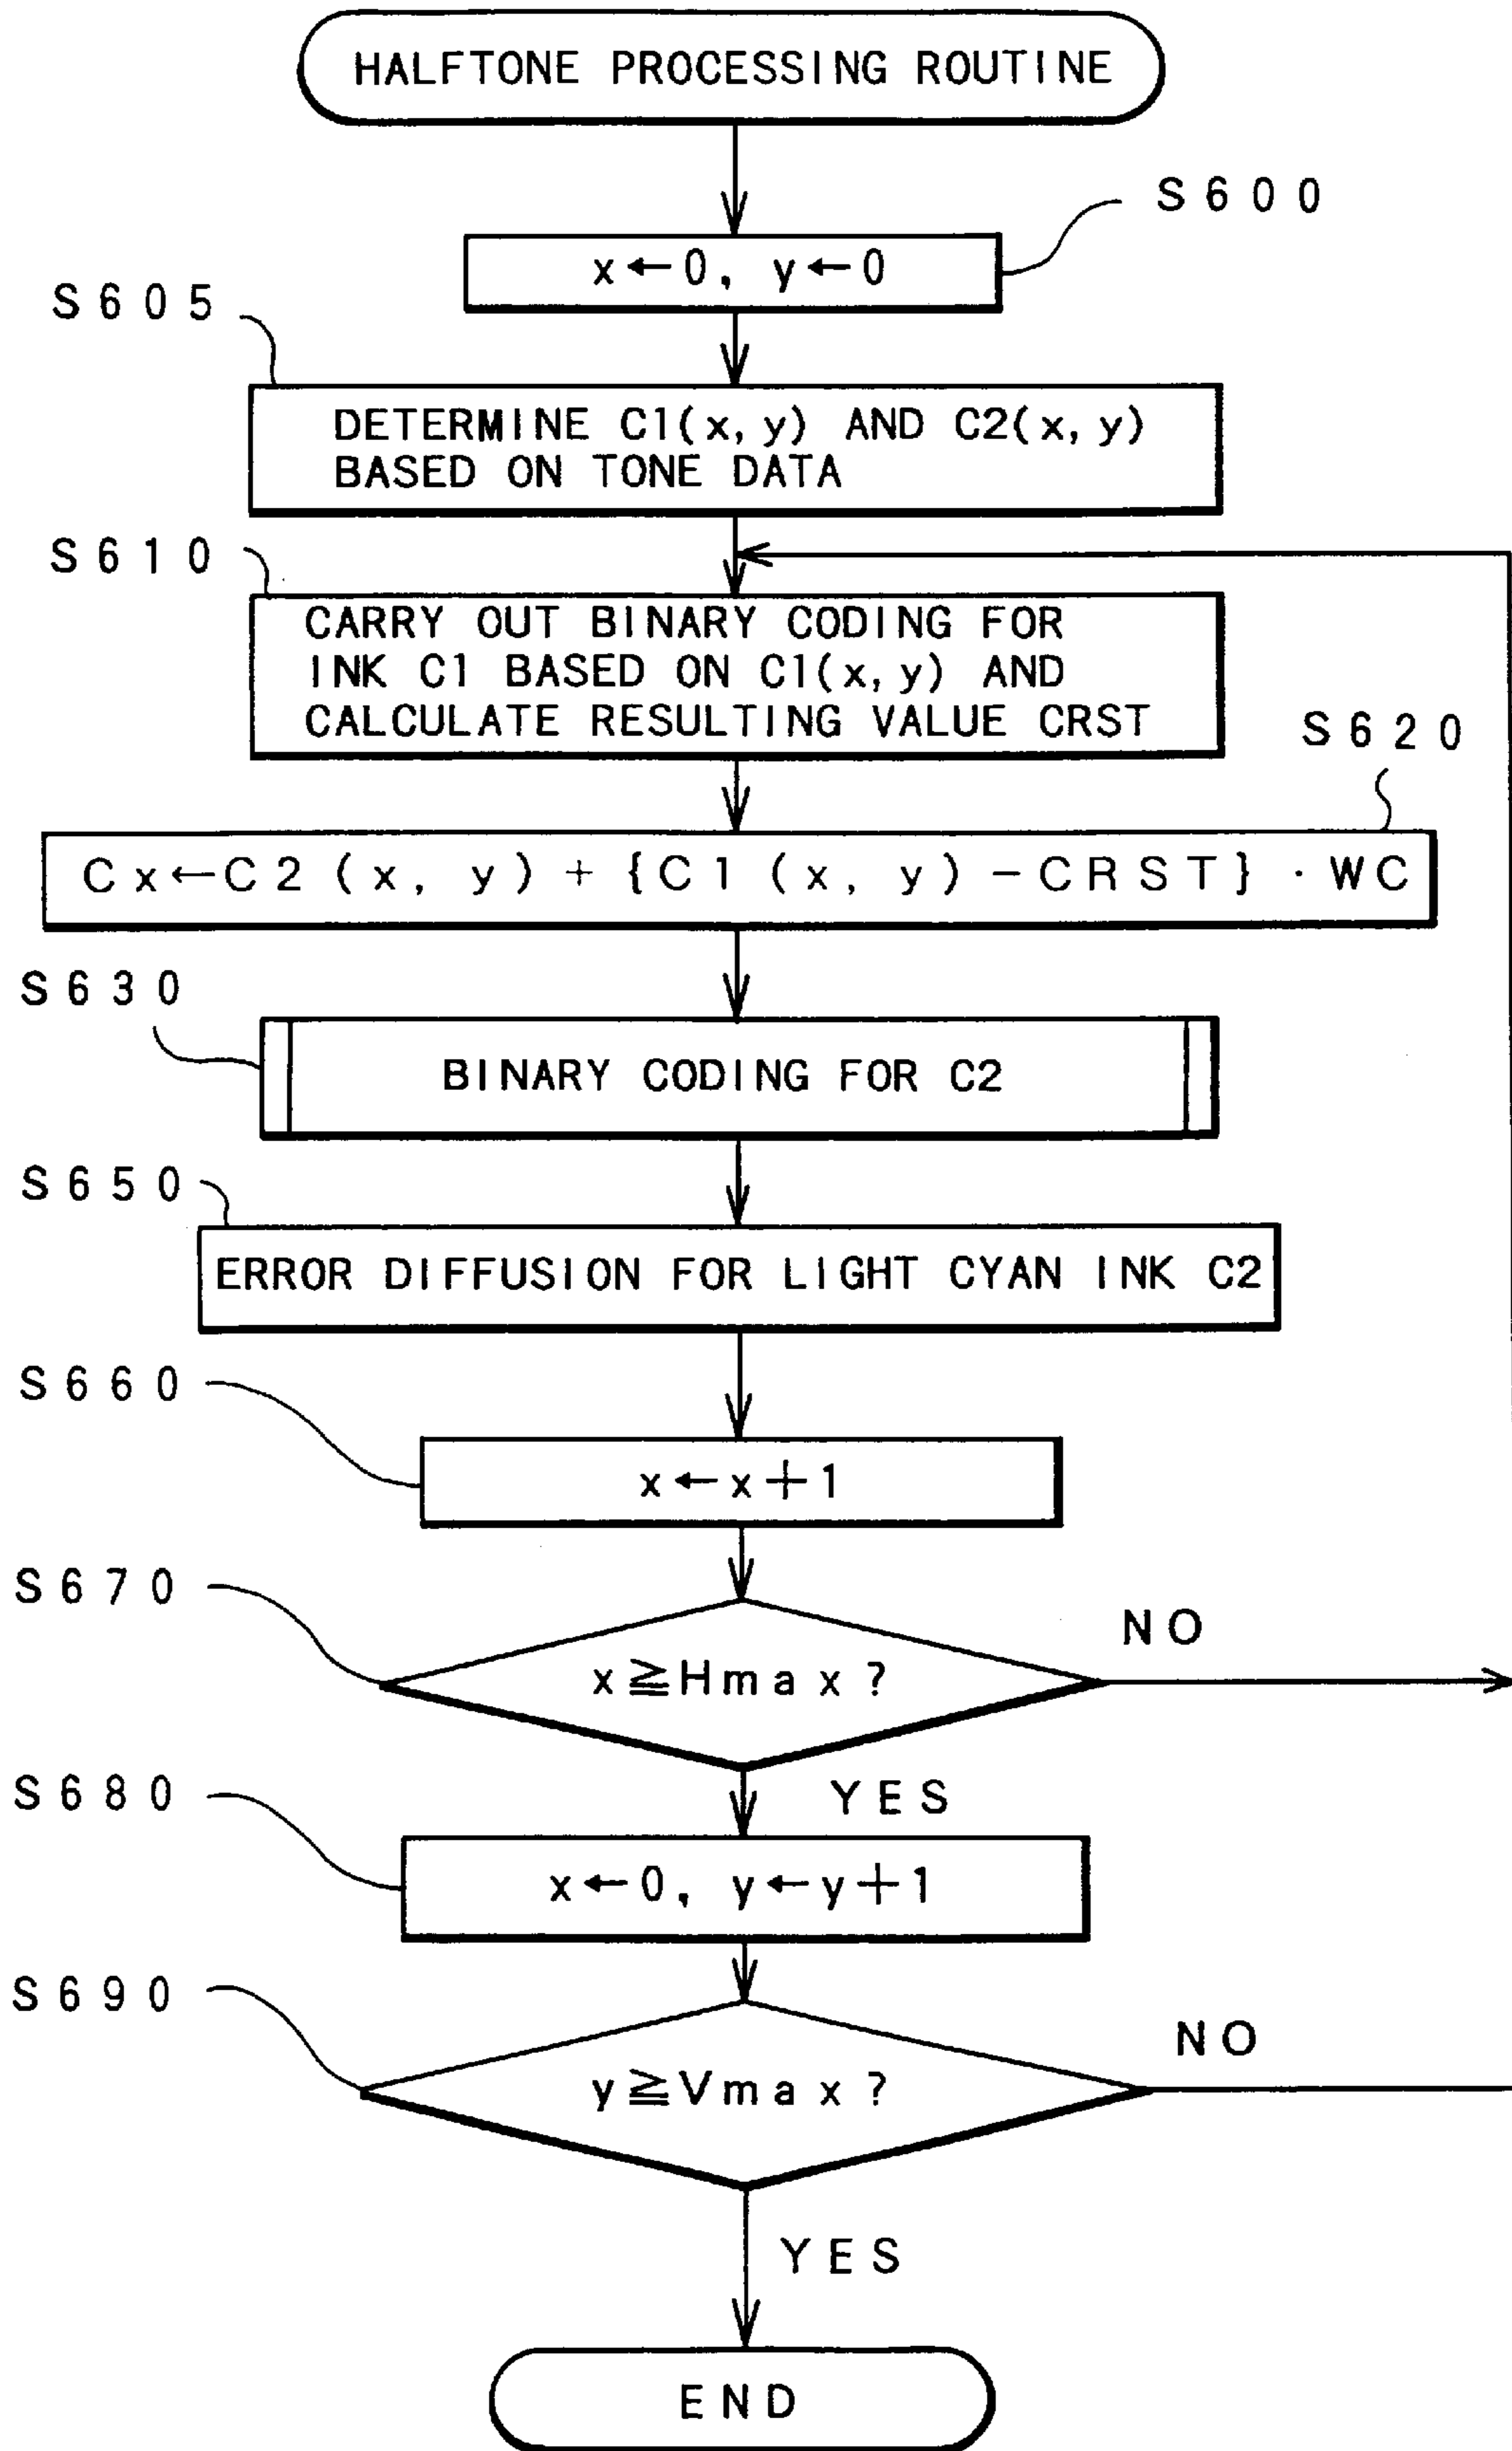 HALFTONE PROCESSING ROUTINE
S600
x←0, y←0
S605
DETERMINE C1(x, y) AND C2(x, y)
BASED ON TONE DATA
S610
CARRY OUT BINARY CODING FOR
INK C1 BASED ON C1(x, y) AND
CALCULATE RESULTING VALUE CRST
S620
Cx←C2 (x, y) + {C1 (x, y) −CRST} · WC
S630
BINARY CODING FOR C2
S650
ERROR DIFFUSION FOR LIGHT CYAN INK C2
S660
x←x+1
S670
x≧Hmax?
NO
YES
S680
x←0, y←y+1
S690
y≧Vmax?
NO
YES
END